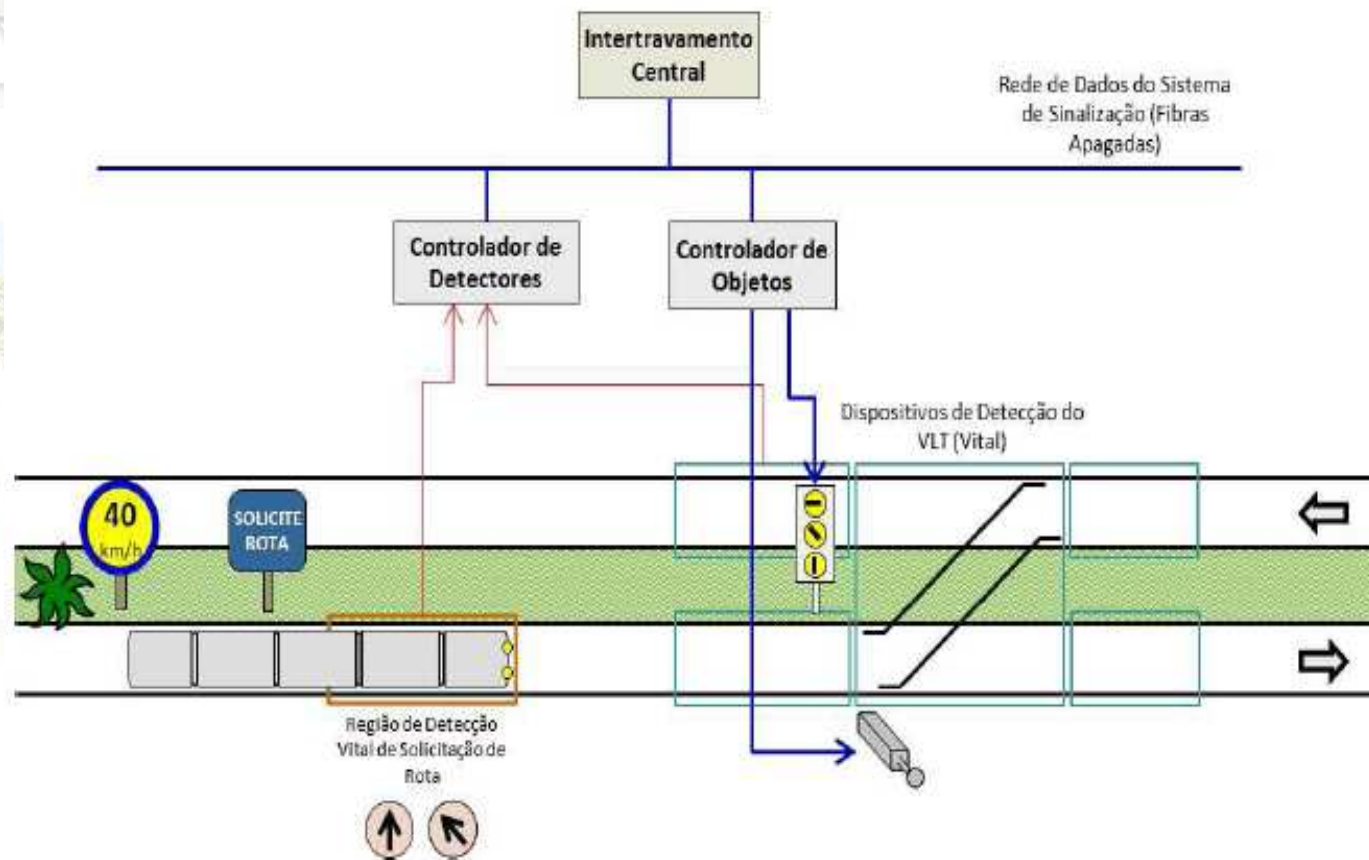 Intertravamento
Central
Rede de Dados do Sistema
de Sinalização (Fibras
Apagadas)
Controlador de
Detectores
Controlador de
Objetos
Dispositivos de Detecção do
VLT (Vital)
40
km/h
SOLICITE
ROTA
Região de Detecção
Vital de Solicitação de
Rota